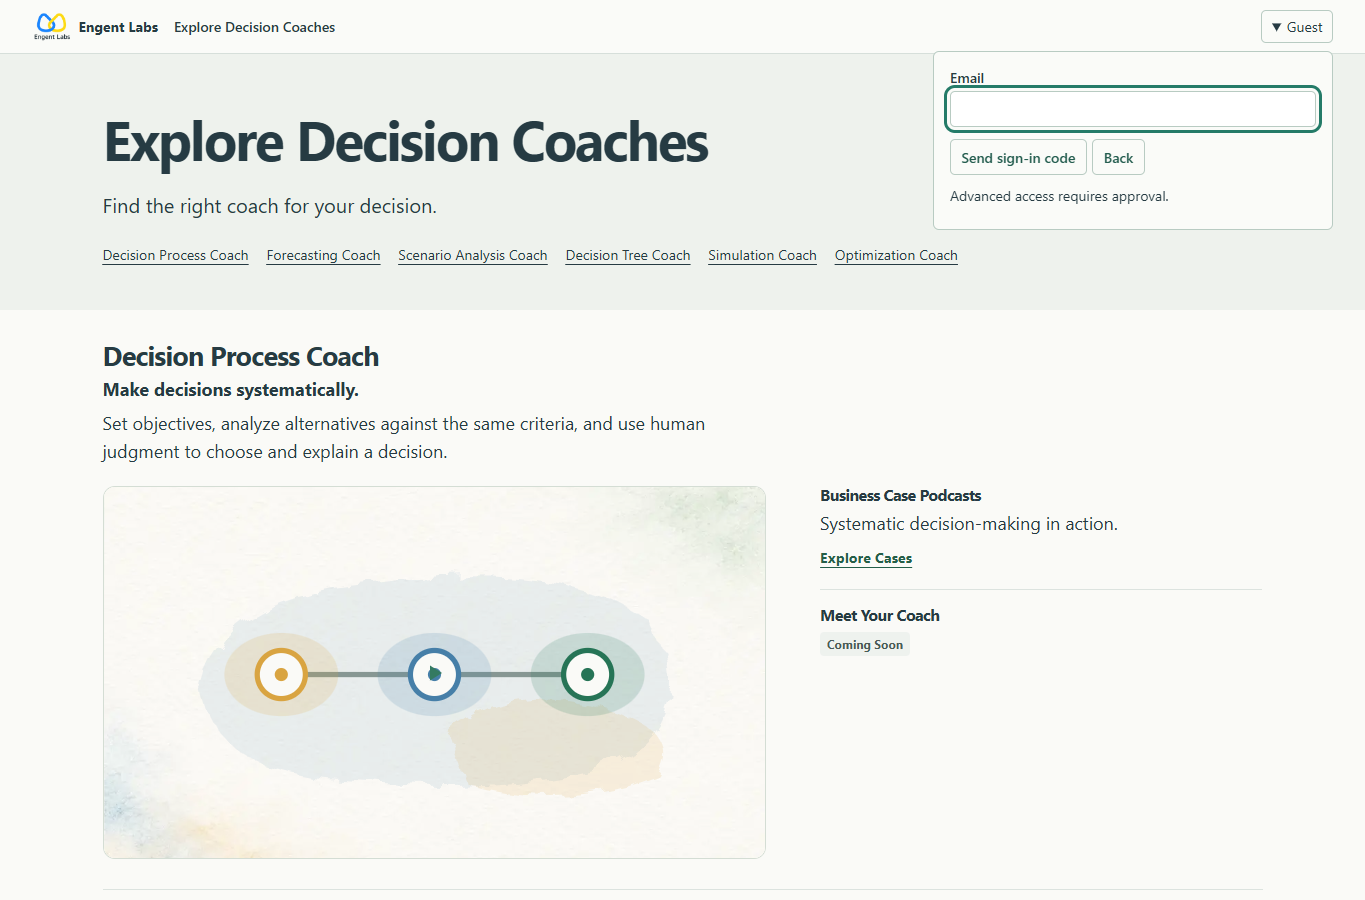 Engent Labs
Engent Labs
Explore Decision Coaches
▼ Guest
Email
Send sign-in code
Back
Advanced access requires approval.
Explore Decision Coaches
Find the right coach for your decision.
Decision Process Coach
Forecasting Coach
Scenario Analysis Coach
Decision Tree Coach
Simulation Coach
Optimization Coach
Decision Process Coach
Make decisions systematically.
Set objectives, analyze alternatives against the same criteria, and use human
judgment to choose and explain a decision.
Business Case Podcasts
Systematic decision-making in action.
Explore Cases
Meet Your Coach
Coming Soon